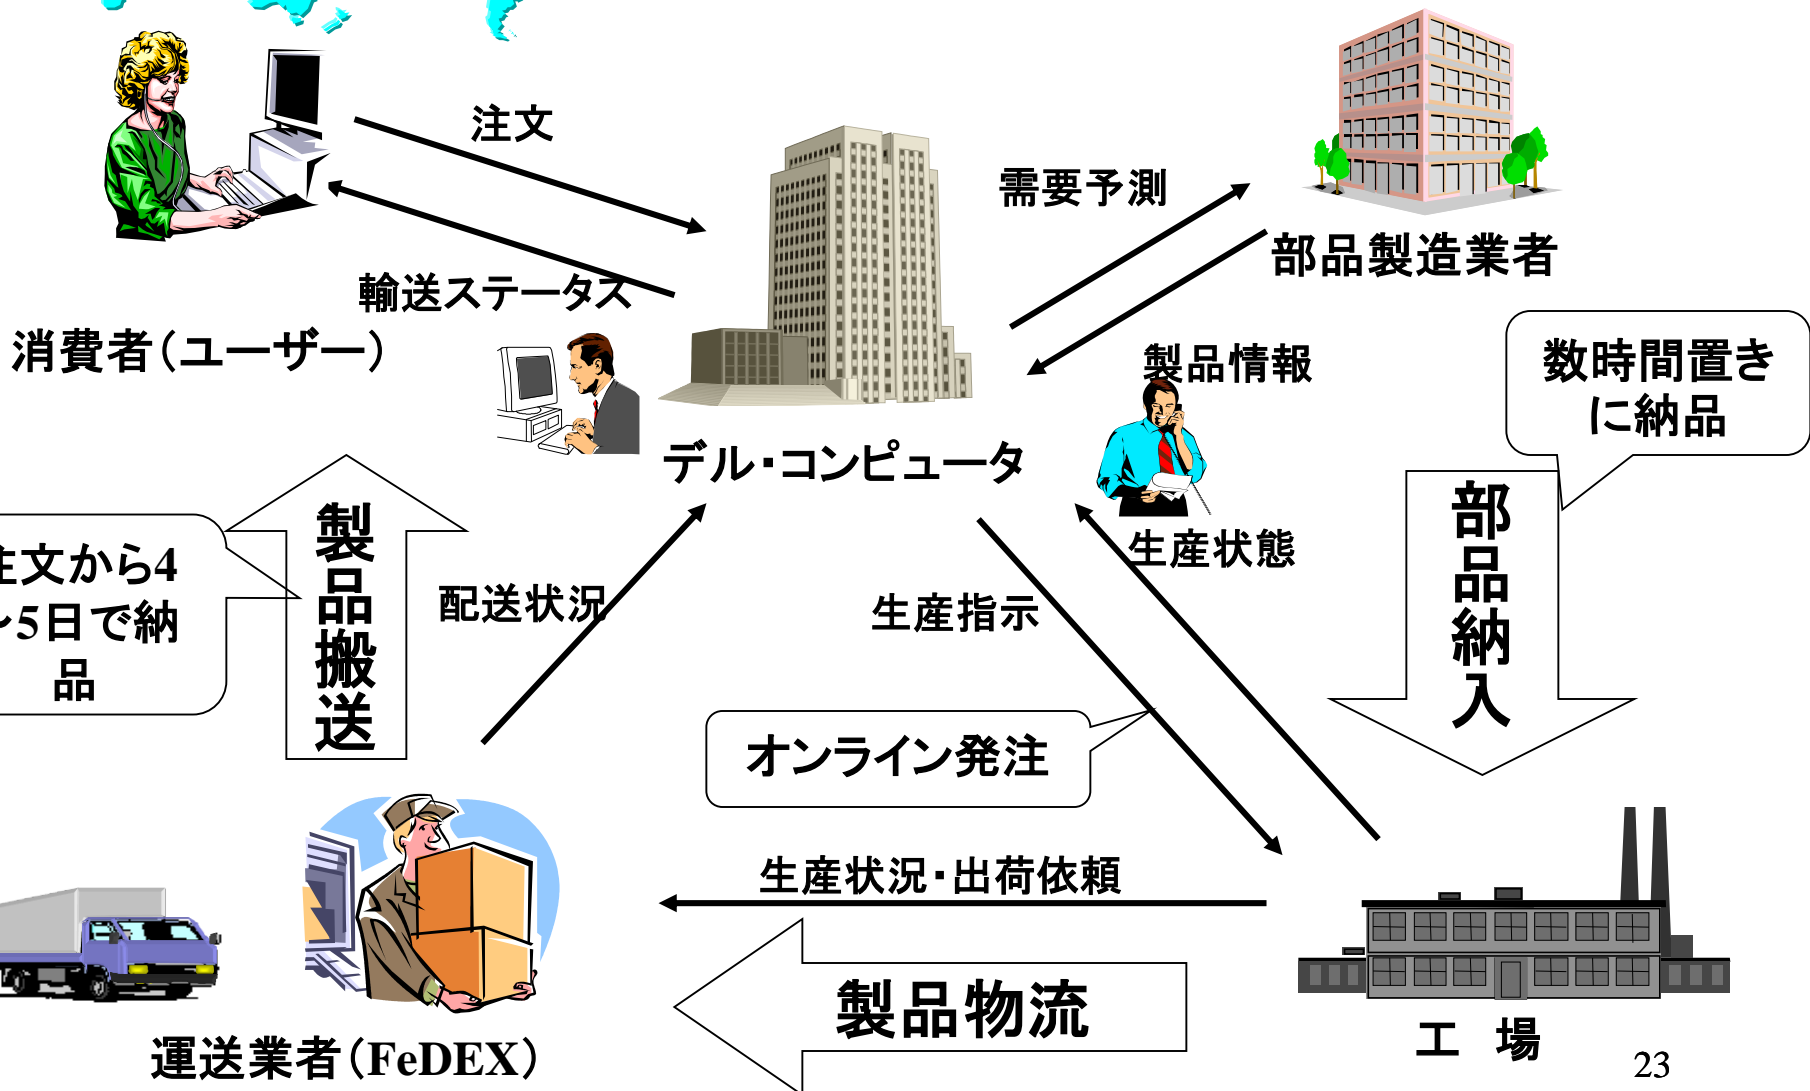 注文
需要予測
部品製造業者
輸送ステータス
消費者（ユーザー）
製品情報
数時間置き
に納品
デル・コンピュータ
生産状態
製品搬送
部品納入
注文から4
～5日で納
品
配送状況
生産指示
オンライン発注
生産状況・出荷依頼
製品物流
運送業者（FeDEX）
工 場
23